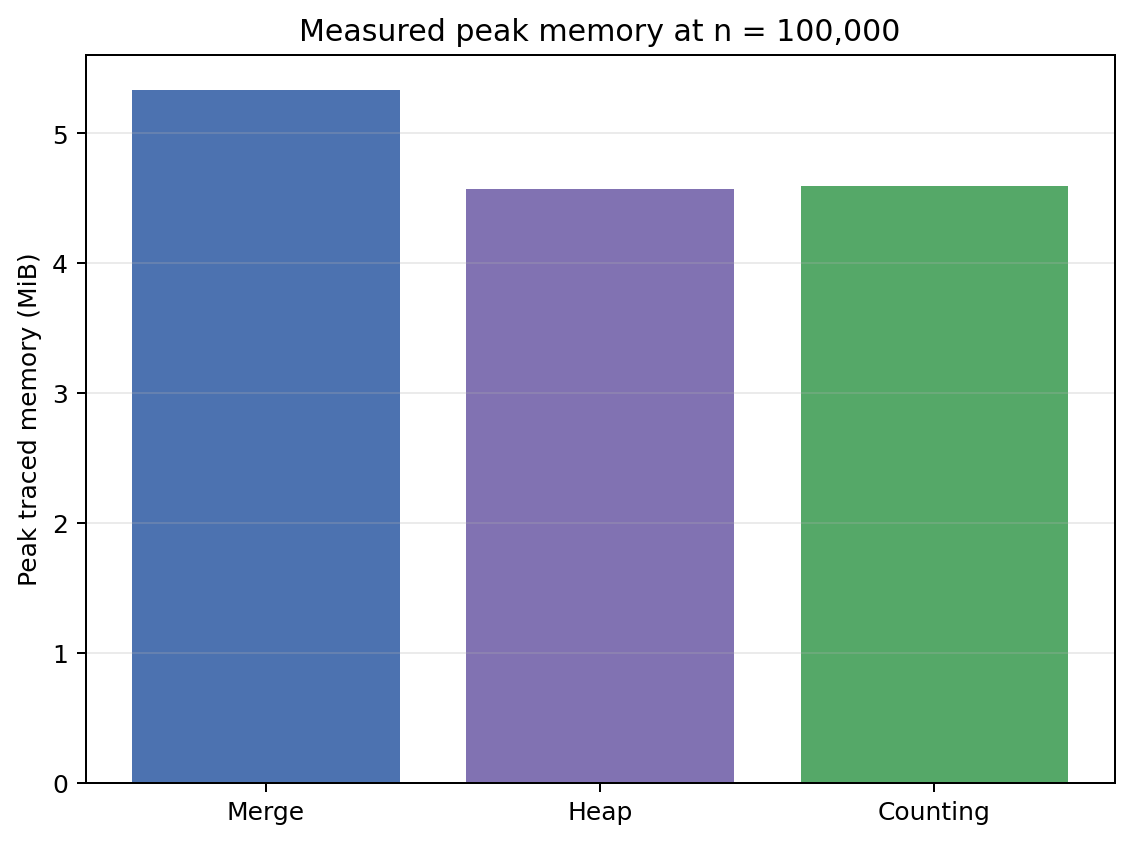 Measured peak memory at n = 100,000
Peak traced memory (MiB)
5
4
3
2
1
0
Merge Heap Counting